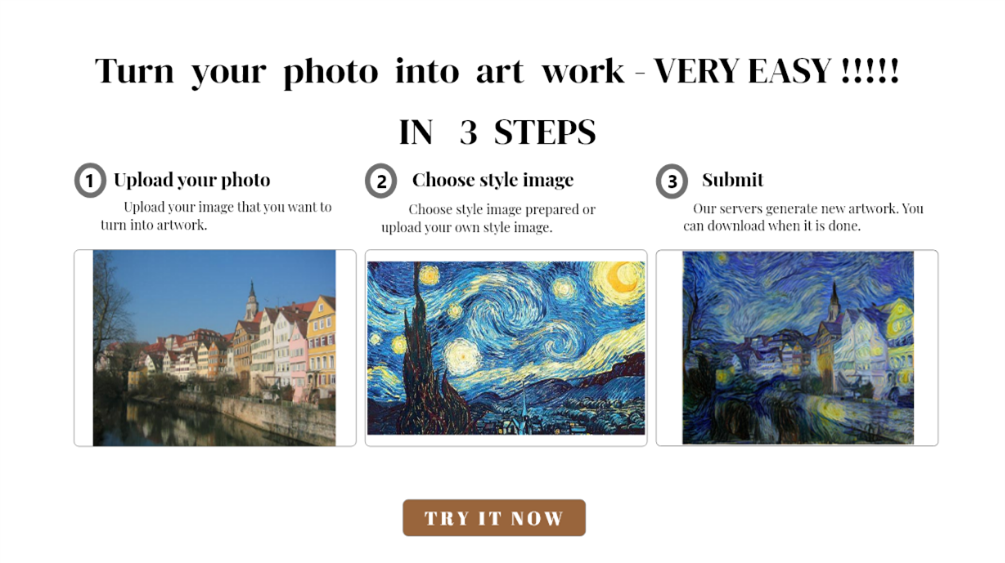 Turn your photo into art work - VERY EASY !!!!!
IN 3 STEPS
1 Upload your photo
Upload your image that you want to
turn into artwork.
2 Choose style image
Choose style image prepared or
upload your own style image.
3 Submit
Our servers generate new artwork. You
can download when it is done.
TRY IT NOW